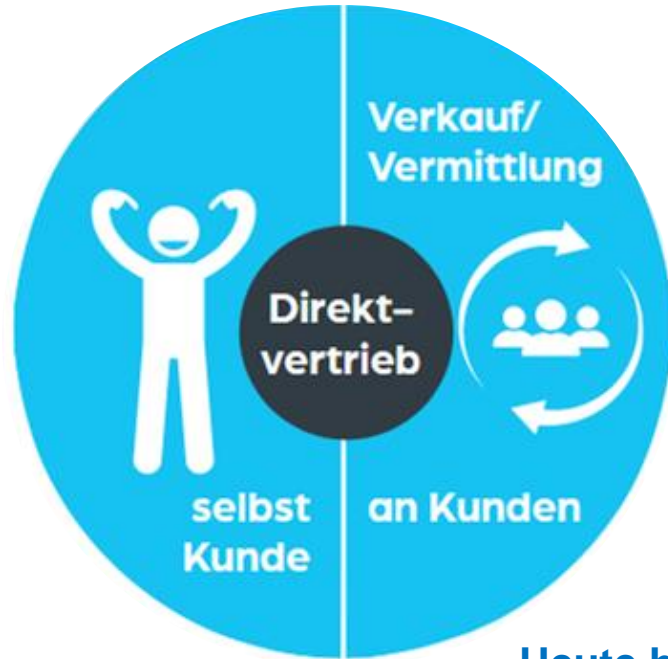 Verkauf/
Vermittlung
Direkt-
vertrieb
selbst
Kunde
an Kunden